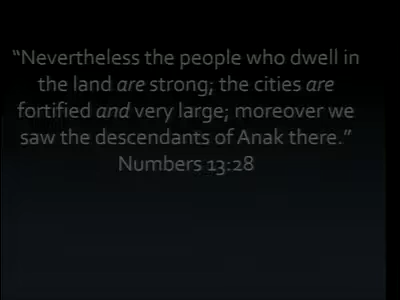 “Nevertheless the people who dwell in
the land are strong; the cities are
fortified and very large; moreover we
saw the descendants of Anak there.”
Numbers 13:28